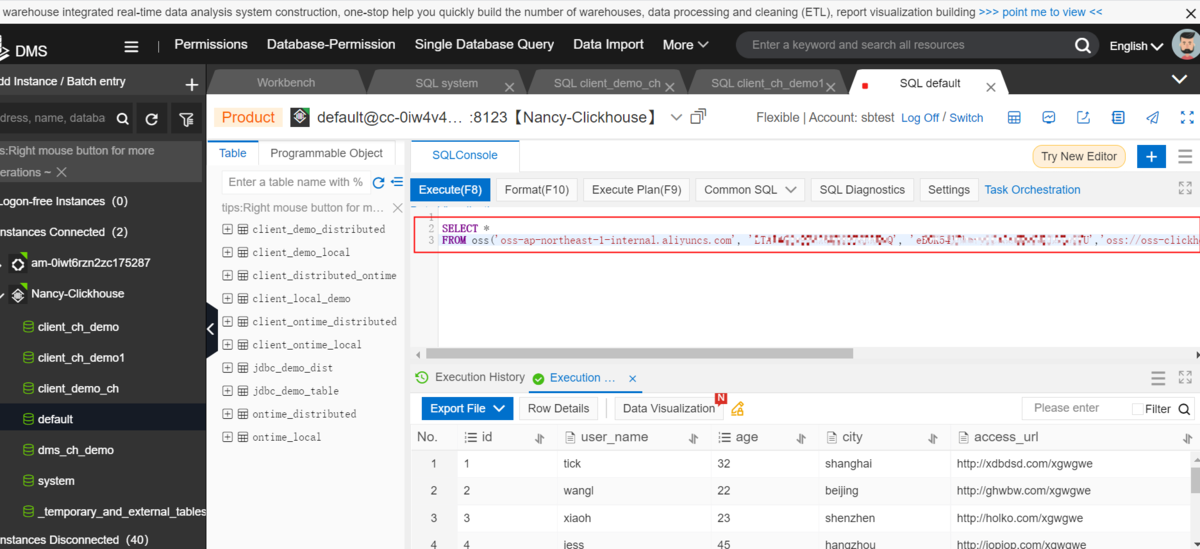 warehouse integrated real-time data analysis system construction, one-stop help you quickly build the number of warehouses, data processing and cleaning (ETL), report visualization building >>> point me to view <<
DMS
Permissions Database-Permission Single Database Query Data Import More
Enter a keyword and search all resources
English
dd Instance / Batch entry
Workbench
SQL system
SQL client_demo_ch
SQL client_ch_demo1
SQL default
dress, name, databa
Product
default@cc-0iw4v4... :8123【Nancy-Clickhouse】
Flexible | Account: sbtest Log Off / Switch
s:Right mouse button for more
erations ~
Table
Programmable Object
SQLConsole
Try New Editor
Logon-free Instances (0)
Enter a table name with %
Execute(F8)
Format(F10)
Execute Plan(F9)
Common SQL
SQL Diagnostics
Settings
Task Orchestration
tips:Right mouse button for m...
nstances Connected (2)
am-0iwt6rzn2zc175287
Nancy-Clickhouse
client_ch_demo
client_ch_demo1
client_demo_ch
default
dms_ch_demo
system
_temporary_and_external_tables
nstances Disconnected (40)
client_demo_distributed
client_demo_local
client_distributed_ontime
client_local_demo
client_ontime_distributed
client_ontime_local
jdbc_demo_dist
jdbc_demo_table
ontime_distributed
ontime_local
1
2 SELECT *
3 FROM oss('oss-ap-northeast-1-internal.aliyuncs.com', 'oss://oss-clickh
Execution History
Execution ...
Export File
Row Details
Data Visualization
N
Please enter
Filter
No. id user_name age city access_url
1 1 tick 32 shanghai http://xdbdsd.com/xgwgwe
2 2 wangl 22 beijing http://ghwbw.com/xgwgwe
3 3 xiaoh 23 shenzhen http://holko.com/xgwgwe
4 4 jess 45 hangzhou http://jopjop.com/xgwgwe